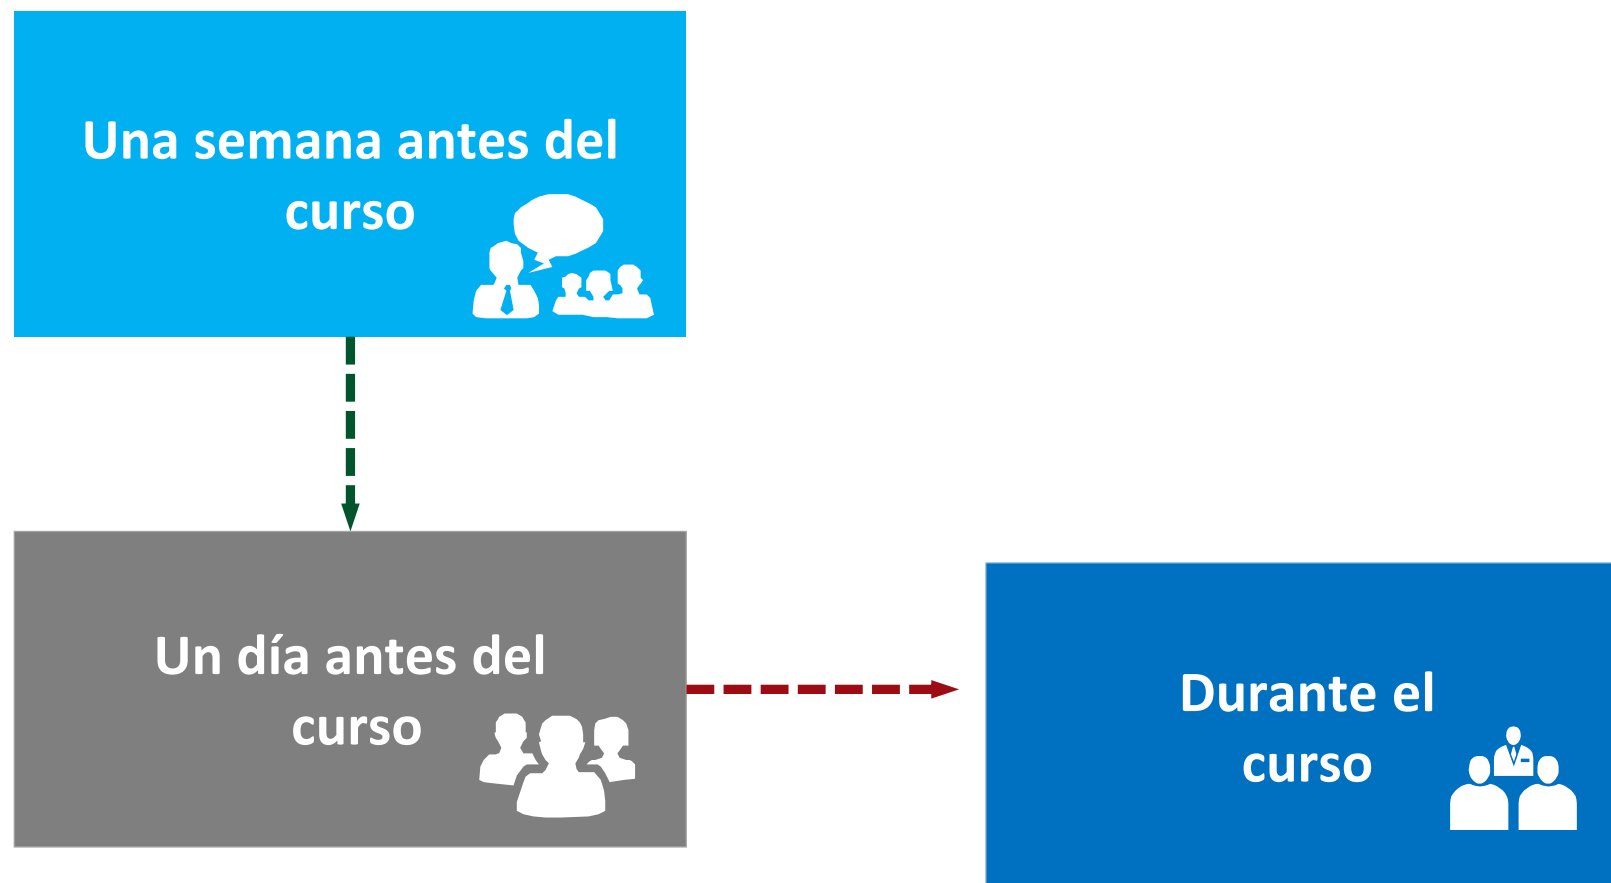 Una semana antes del
curso
Un día antes del
curso
Durante el
curso